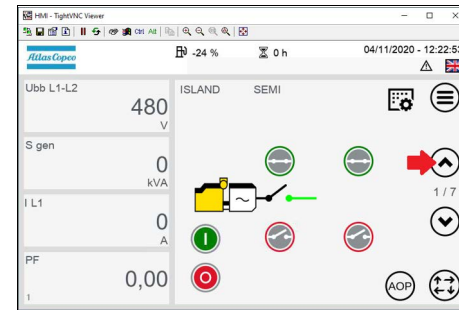 HMI - TightVNC Viewer
Ctrl Alt
Atlas Copco
-24 %
0 h
04/11/2020 - 12:22:53
Ubb L1-L2
480
V
S gen
0
kVA
I L1
0
A
PF
0,00
1
ISLAND SEMI
1 / 7
I
O
AOP